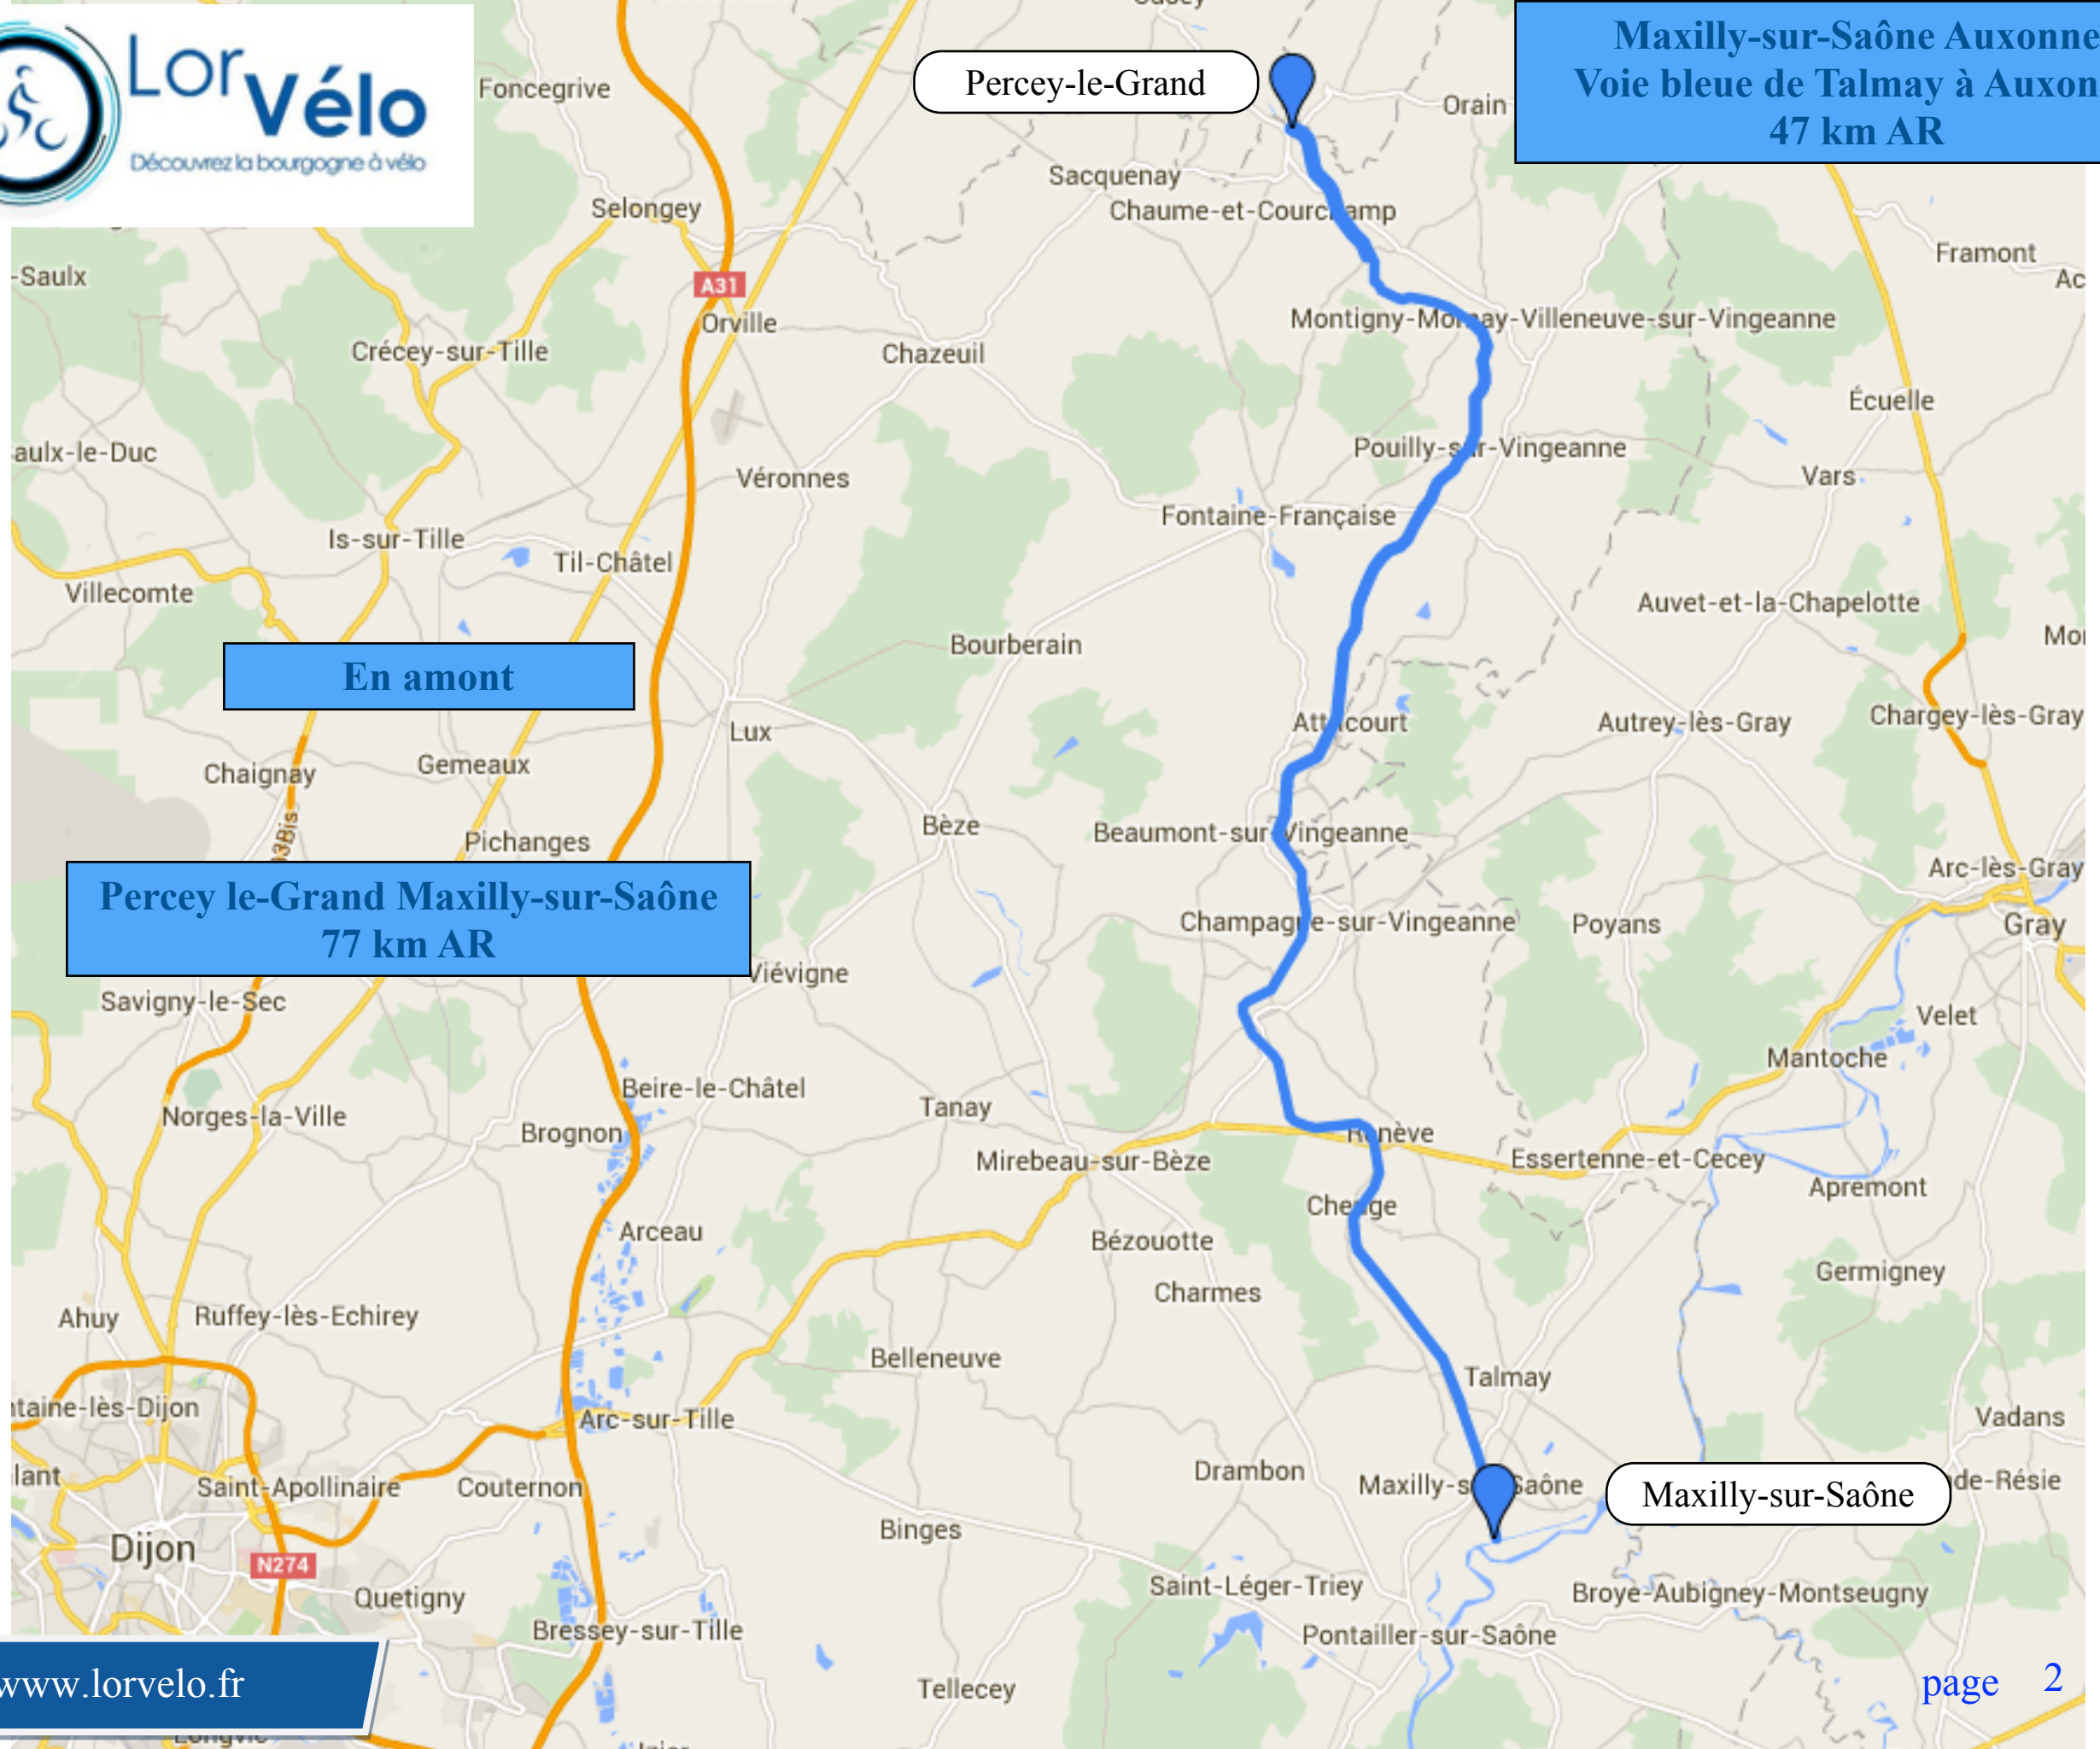 LorVélo
Découvrez la bourgogne à vélo
Maxilly-sur-Saône Auxonne
Voie bleue de Talmay à Auxon
47 km AR
Percey-le-Grand
Foncegrive
Orain
Sacquenay
Selongey
Chaume-et-Courchamp
Framont
-Saulx
Ac
A31
Orville
Montigny-Mornay-Villeneuve-sur-Vingeanne
Crécey-sur-Tille
Chazeuil
Écuelle
aulx-le-Duc
Pouilly-sur-Vingeanne
Véronnes
Vars
Fontaine-Française
Is-sur-Tille
Til-Châtel
Villecomte
Auvet-et-la-Chapelotte
Bourberain
En amont
Attricourt
Autrey-lès-Gray
Chargey-lès-Gray
Lux
Chaignay
Gemeaux
Bèze
Beaumont-sur-Vingeanne
Pichanges
Arc-lès-Gray
Percey le-Grand Maxilly-sur-Saône
77 km AR
Champagne-sur-Vingeanne
Poyans
Gray
Viévigne
Savigny-le-Sec
Velet
Mantoche
Beire-le-Châtel
Tanay
Norges-la-Ville
Brognon
Renève
Mirebeau-sur-Bèze
Essertenne-et-Cecey
Apremont
Cheuge
Arceau
Bézouotte
Germigney
Charmes
Ahuy
Ruffey-lès-Echirey
Belleneuve
Talmay
ntaine-lès-Dijon
Arc-sur-Tille
Vadans
lant
Saint-Apollinaire
Couternon
Drambon
Maxilly-sur-Saône
Maxilly-sur-Saône
de-Résie
Binges
Dijon
N274
Quetigny
Saint-Léger-Triey
Broye-Aubigney-Montseugny
Bressey-sur-Tille
Pontailler-sur-Saône
www.lorvelo.fr
Tellecey
page 2